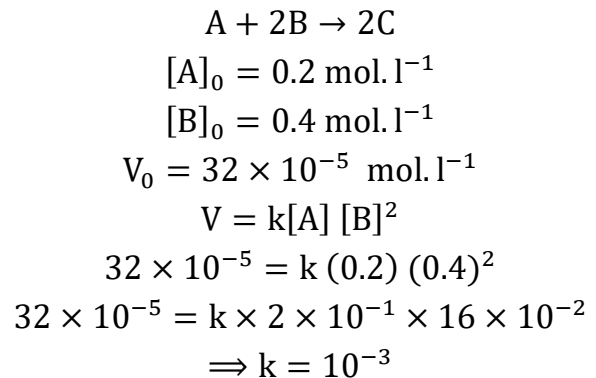 A + 2B → 2C
[A]₀ = 0.2 mol. l⁻¹
[B]₀ = 0.4 mol. l⁻¹
V₀ = 32 × 10⁻⁵ mol. l⁻¹
V = k[A] [B]²
32 × 10⁻⁵ = k (0.2) (0.4)²
32 × 10⁻⁵ = k × 2 × 10⁻¹ × 16 × 10⁻²
⟹ k = 10⁻³